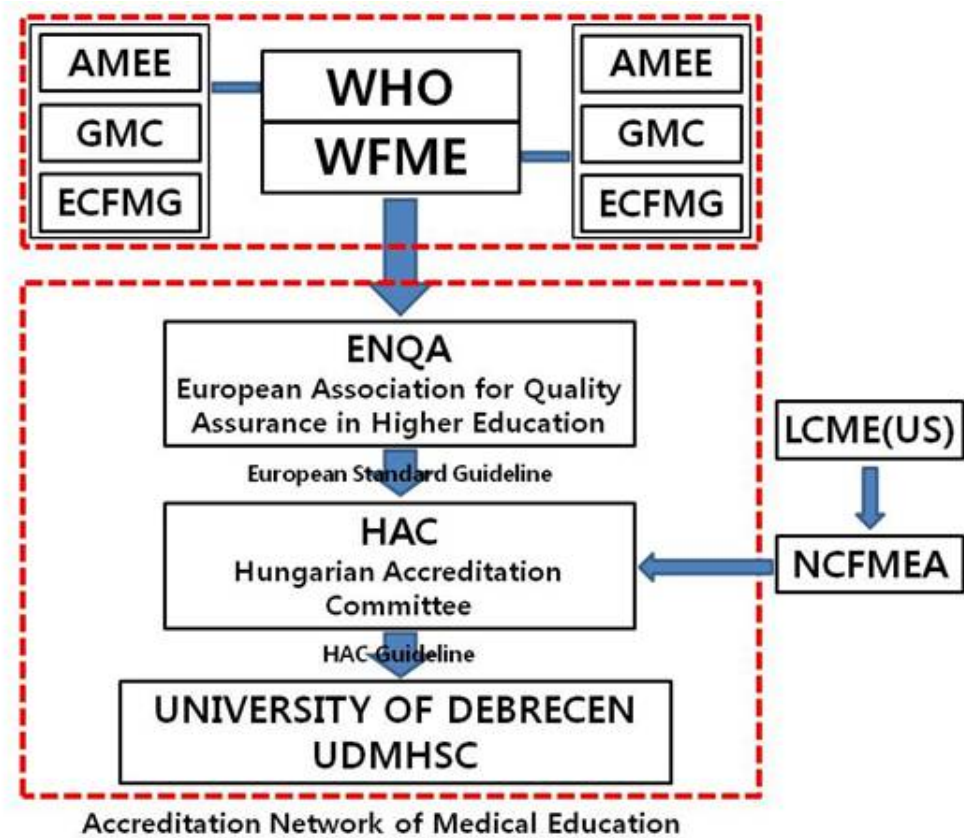 AMEE
GMC
ECFMG
WHO
WFME
AMEE
GMC
ECFMG
ENQA
European Association for Quality
Assurance in Higher Education
European Standard Guideline
HAC
Hungarian Accreditation
Committee
HAC Guideline
UNIVERSITY OF DEBRECEN
UDMHSC
LCME(US)
NCFMEA
Accreditation Network of Medical Education